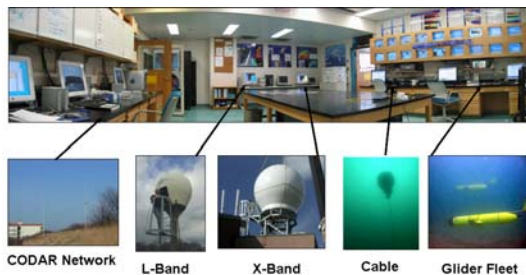 CODAR Network
L-Band
X-Band
Cable
Glider Fleet